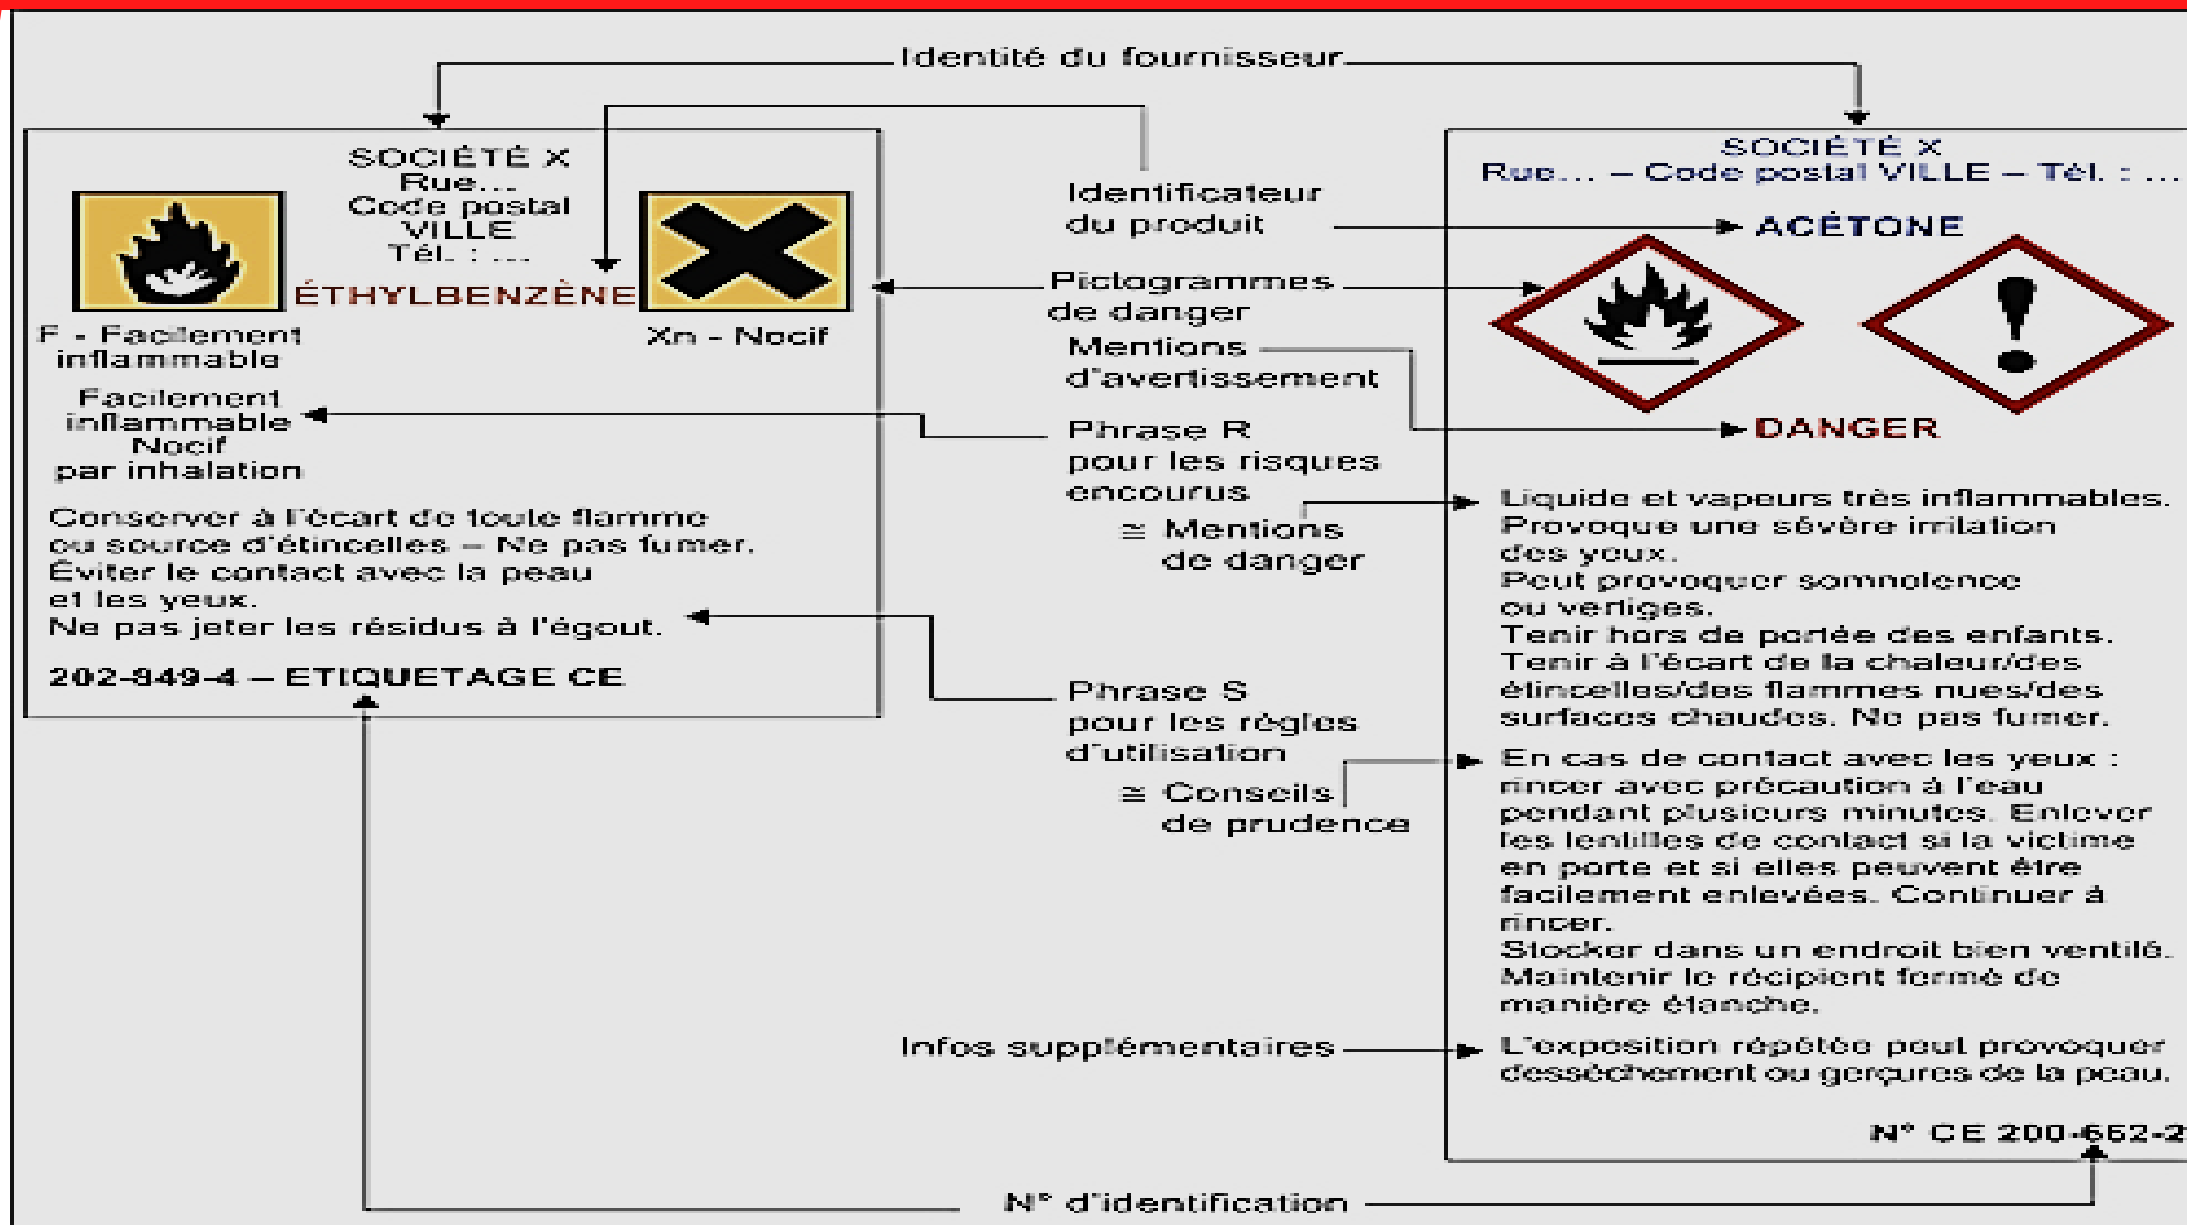 Identité du fournisseur
SOCIÉTÉ X
Rue...
Code postal
VILLE
Tél. : ...
ÉTHYLBENZÈNE
F - Facilement
inflammable
Xn - Nocif
Facilement
inflammable
Nocif
par inhalation
Conserver à l'écart de toute flamme
ou source d'étincelles – Ne pas fumer.
Éviter le contact avec la peau
et les yeux.
Ne pas jeter les résidus à l'égout.
202-849-4 – ETIQUETAGE CE
Identificateur
du produit
Pictogrammes
de danger
Mentions
d'avertissement
Phrase R
pour les risques
encourus
≅ Mentions
de danger
Phrase S
pour les règles
d'utilisation
≅ Conseils
de prudence
Infos supplémentaires
N° d'identification
SOCIÉTÉ X
Rue... – Code postal VILLE – Tél. : ...
ACÉTONE
DANGER
Liquide et vapeurs très inflammables.
Provoque une sévère irritation
des yeux.
Peut provoquer somnolence
ou vertiges.
Tenir hors de portée des enfants.
Tenir à l'écart de la chaleur/des
étincelles/des flammes nues/des
surfaces chaudes. Ne pas fumer.
En cas de contact avec les yeux :
rincer avec précaution à l'eau
pendant plusieurs minutes. Enlever
les lentilles de contact si la victime
en porte et si elles peuvent être
facilement enlevées. Continuer à
rincer.
Stocker dans un endroit bien ventilé.
Maintenir le récipient fermé de
manière étanche.
L'exposition répétée peut provoquer
dessèchement ou gerçures de la peau.
N° CE 200-662-2